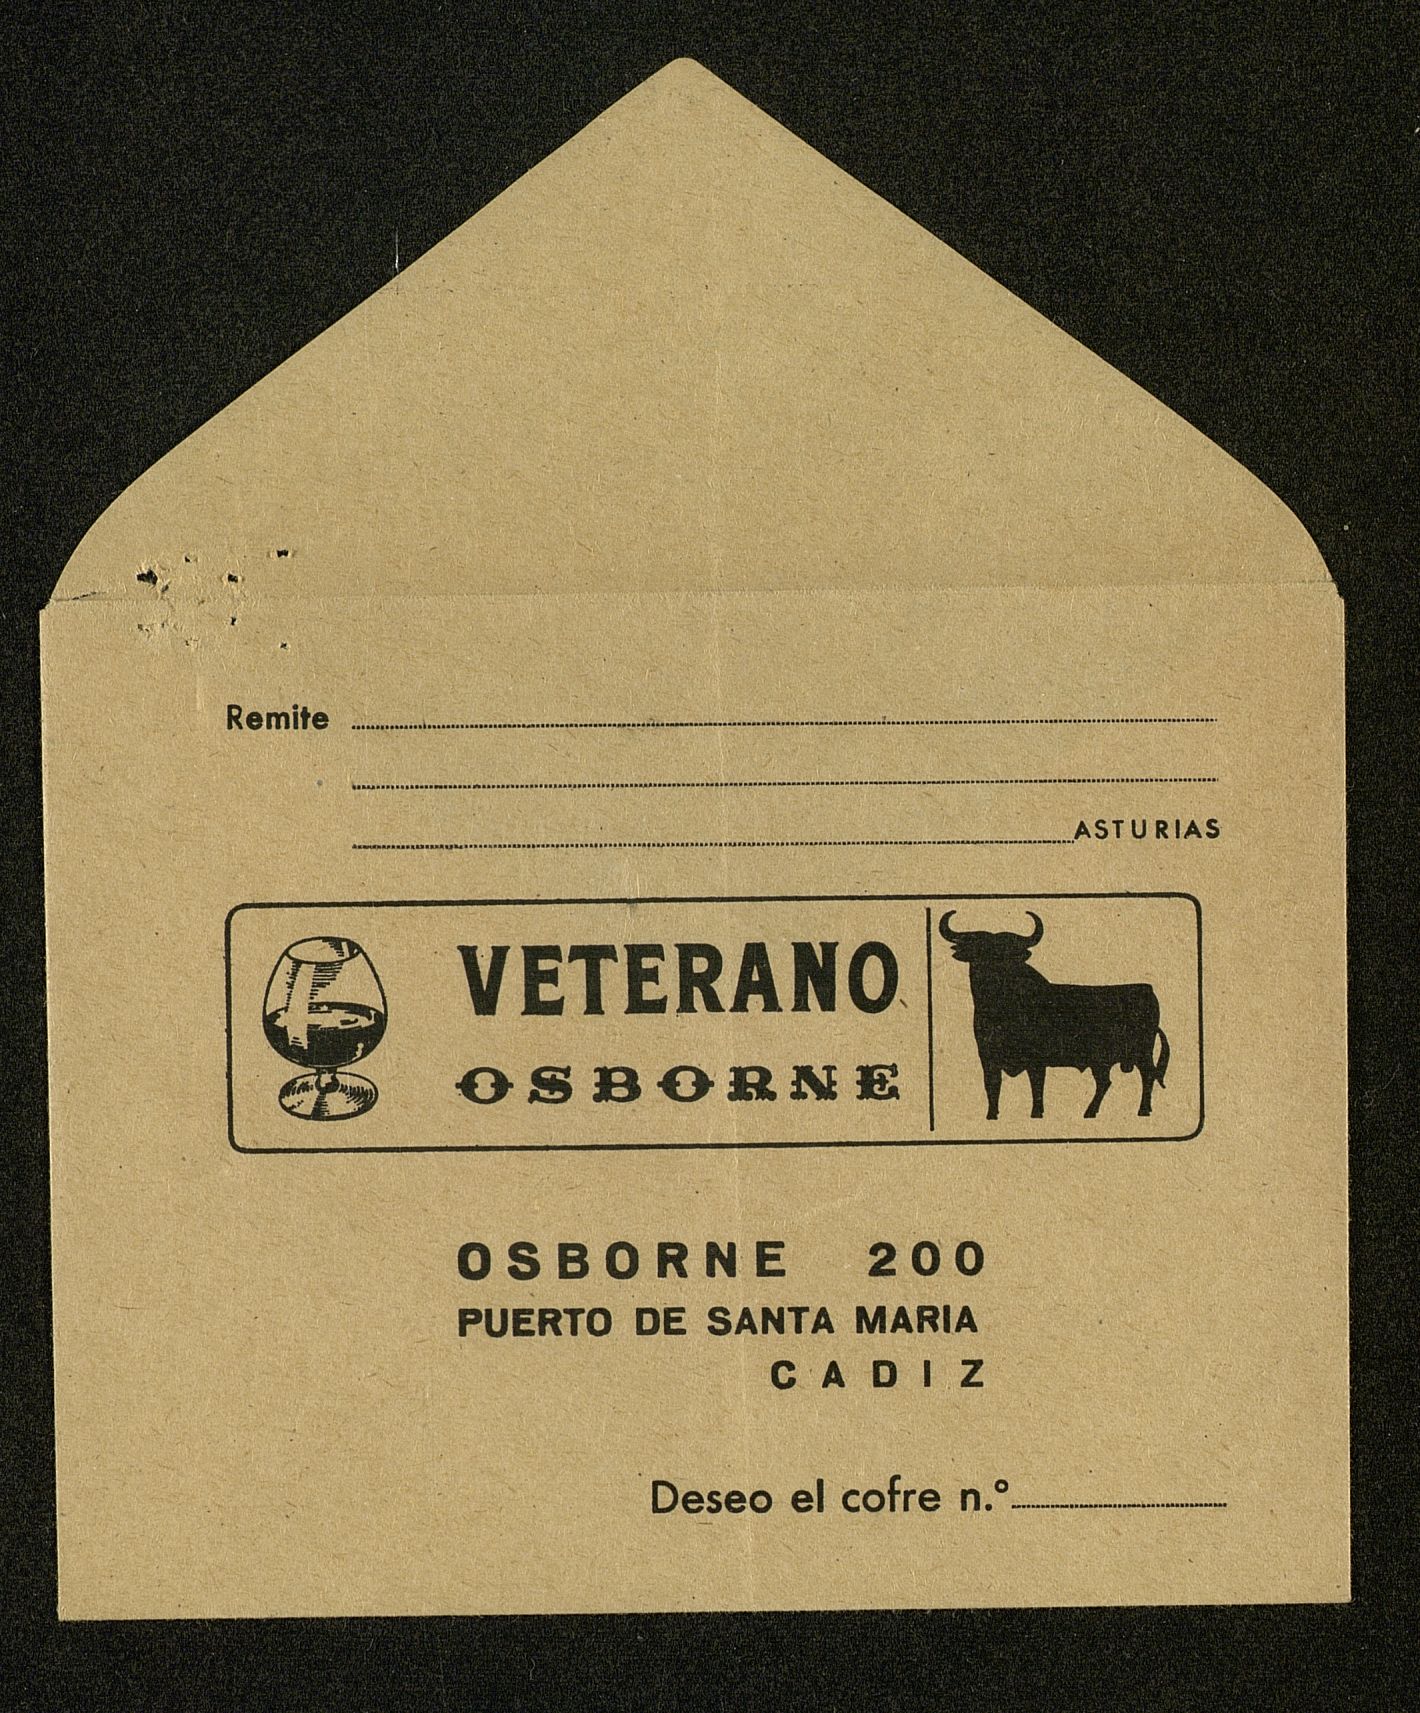 Remite
ASTURIAS
VETERANO
OSBORNE
OSBORNE 200
PUERTO DE SANTA MARIA
CADIZ
Deseo el cofre n.º